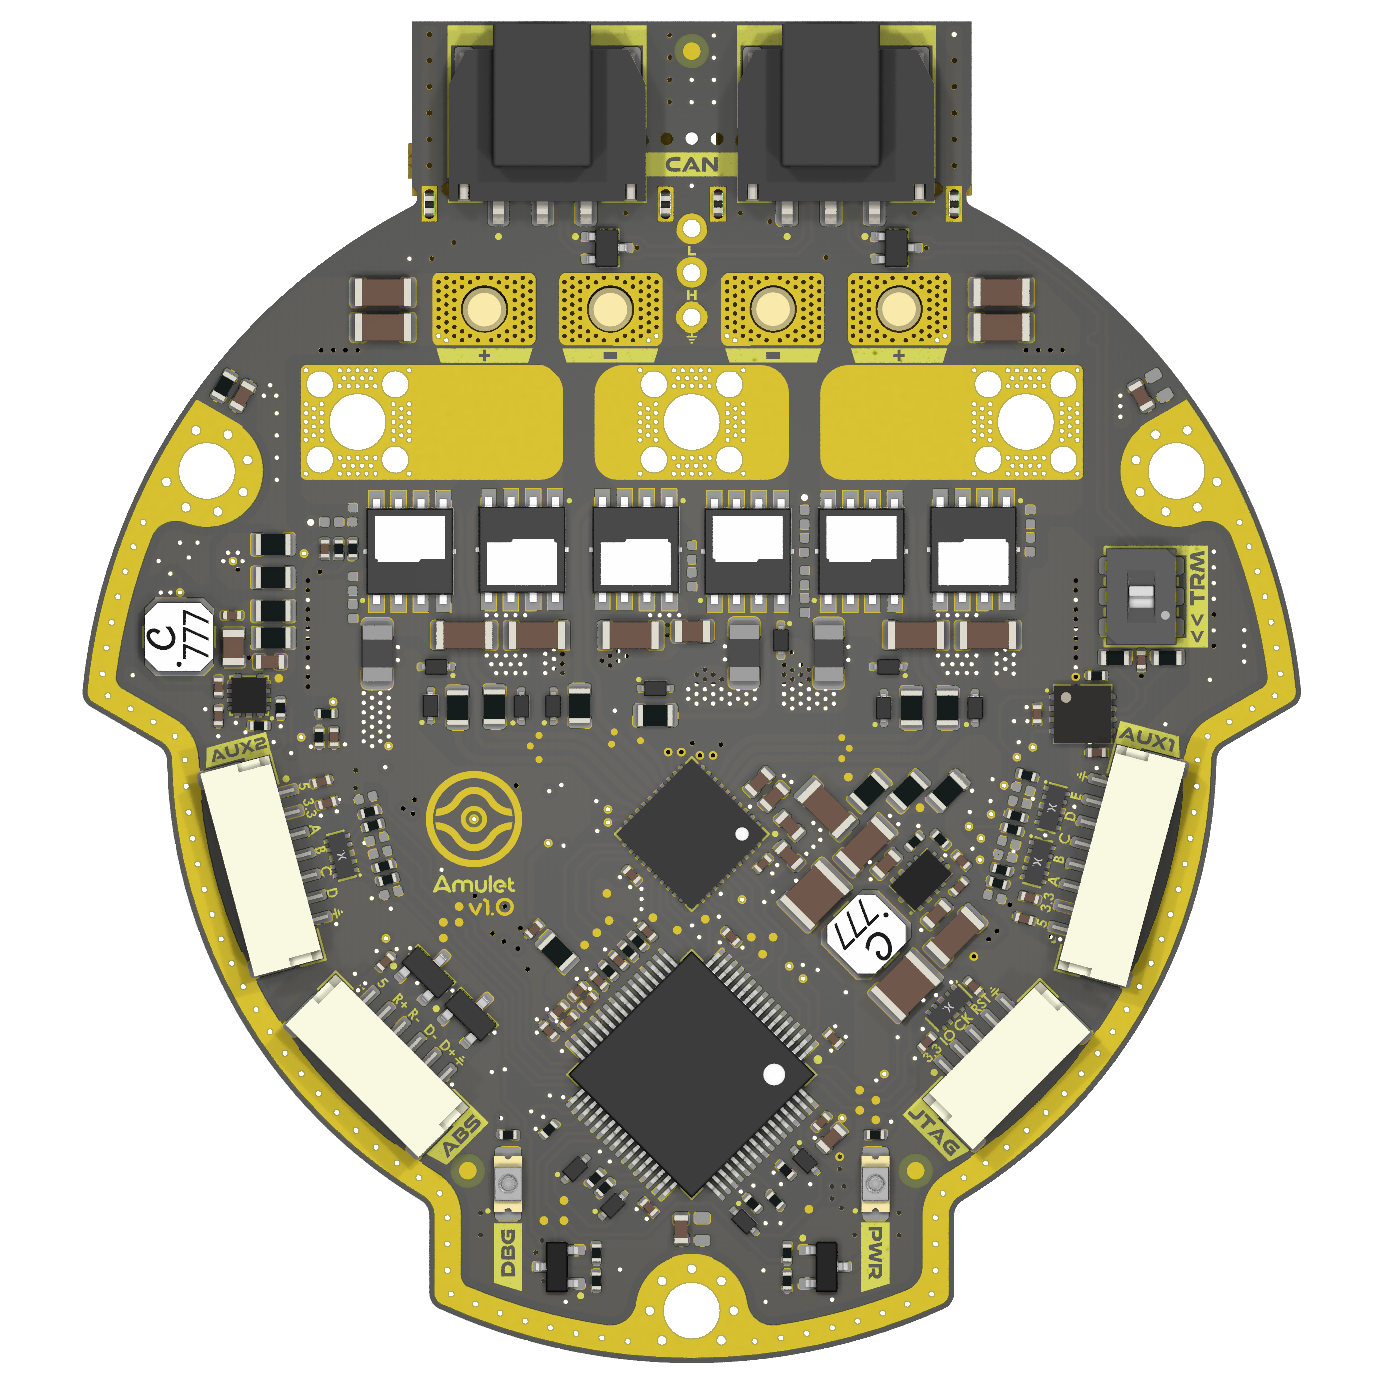 CAN
L
H
+
-
-
+
<< TRM
C
777
AUX2
AUX1
5
3.3
A
B
C
D
E
D
C
B
A
3.3
5
Amulet
v1.0
C
777
5
R+
R-
D-
D+
3.3
IO
CK
RST
ABS
JTAG
DBG
PWR